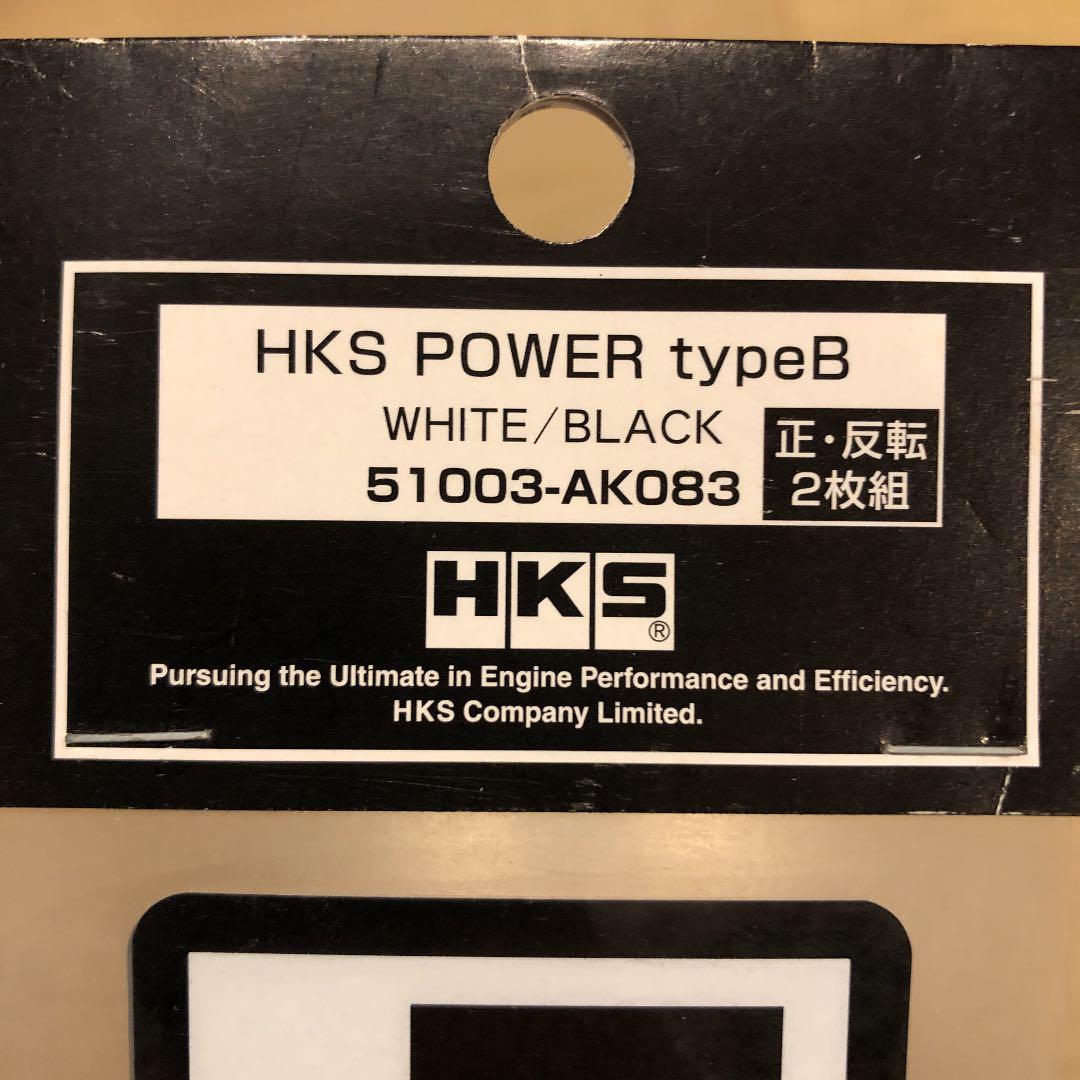 HKS POWER typeB
WHITE/BLACK
51003-AK083
正・反転
2枚組
HKS®
Pursuing the Ultimate in Engine Performance and Efficiency.
HKS Company Limited.